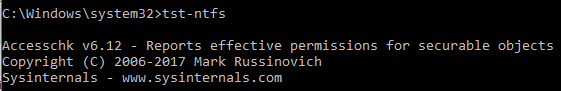 C:\Windows\system32>tst-ntfs
Accesschk v6.12 - Reports effective permissions for securable objects
Copyright (C) 2006-2017 Mark Russinovich
Sysinternals - www.sysinternals.com